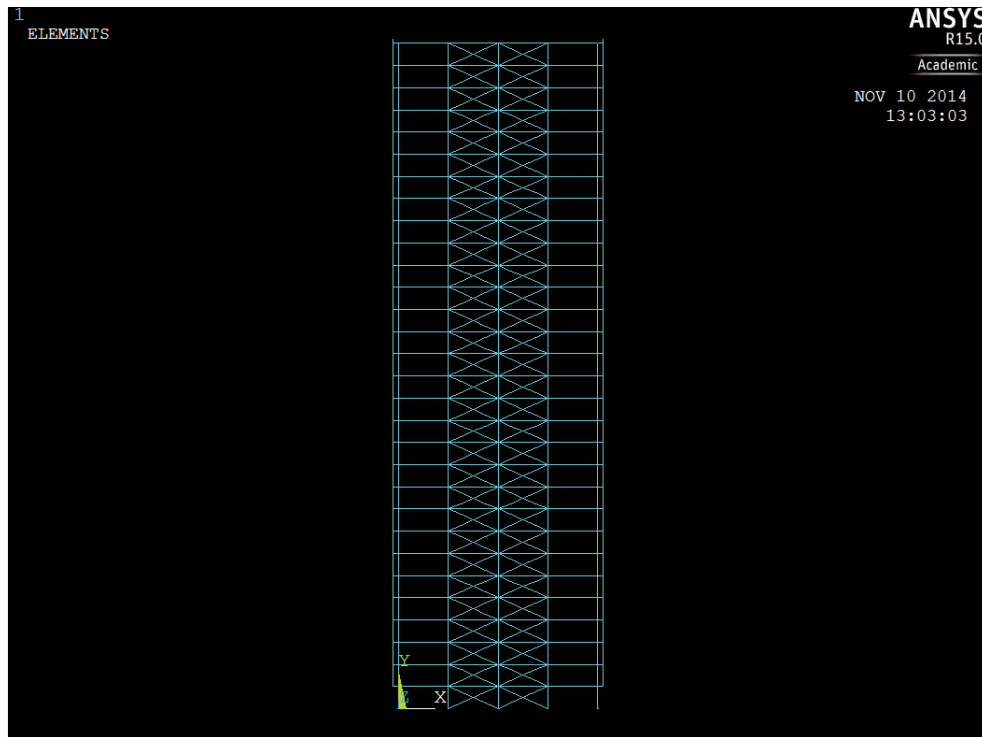 1
ELEMENTS
ANSYS
R15.0
Academic
NOV 10 2014
13:03:03
Y
Z
X